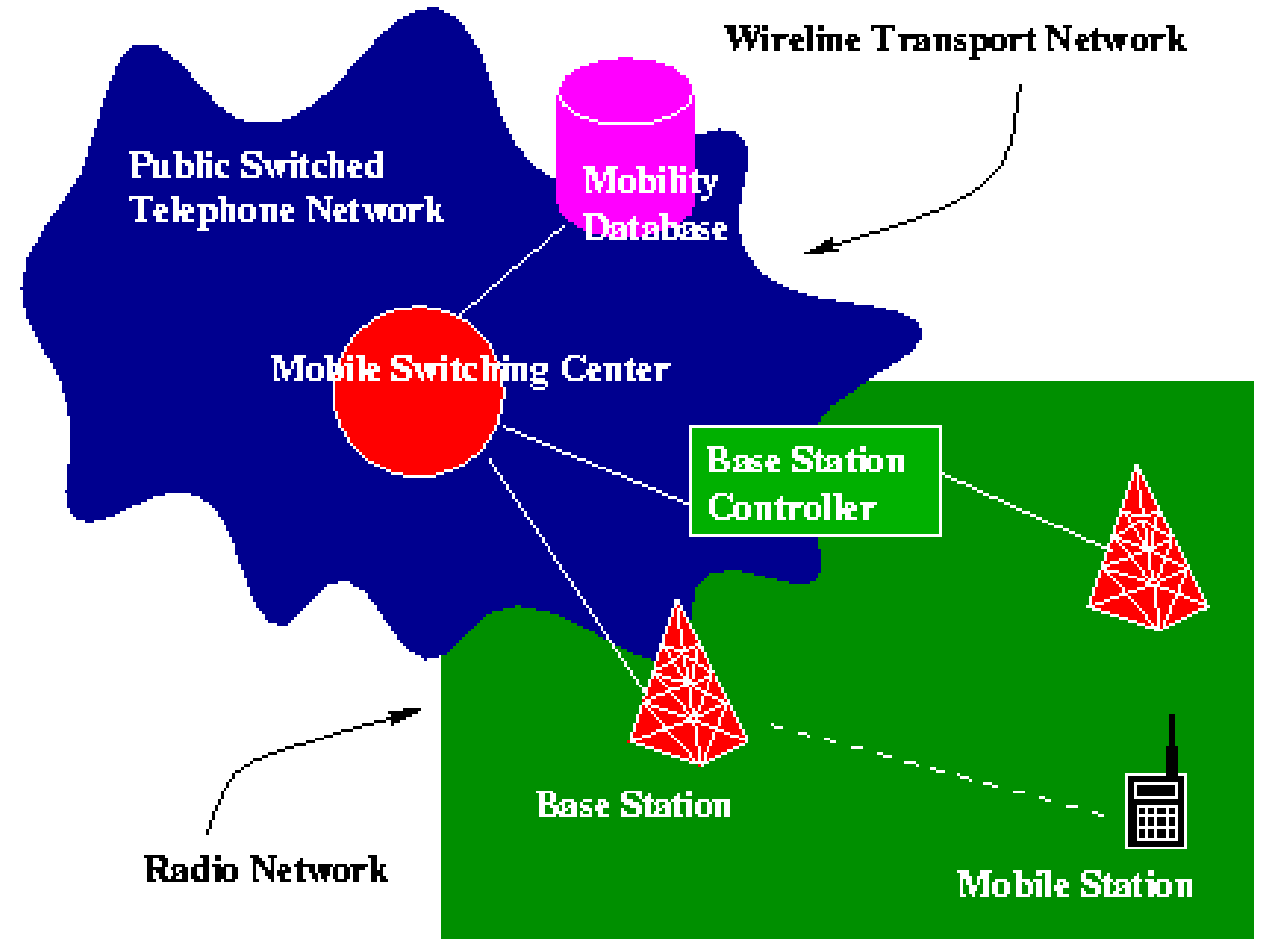 Wireline Transport Network
Public Switched
Telephone Network
Mobility
Database
Mobile Switching Center
Base Station
Controller
Base Station
Radio Network
Mobile Station